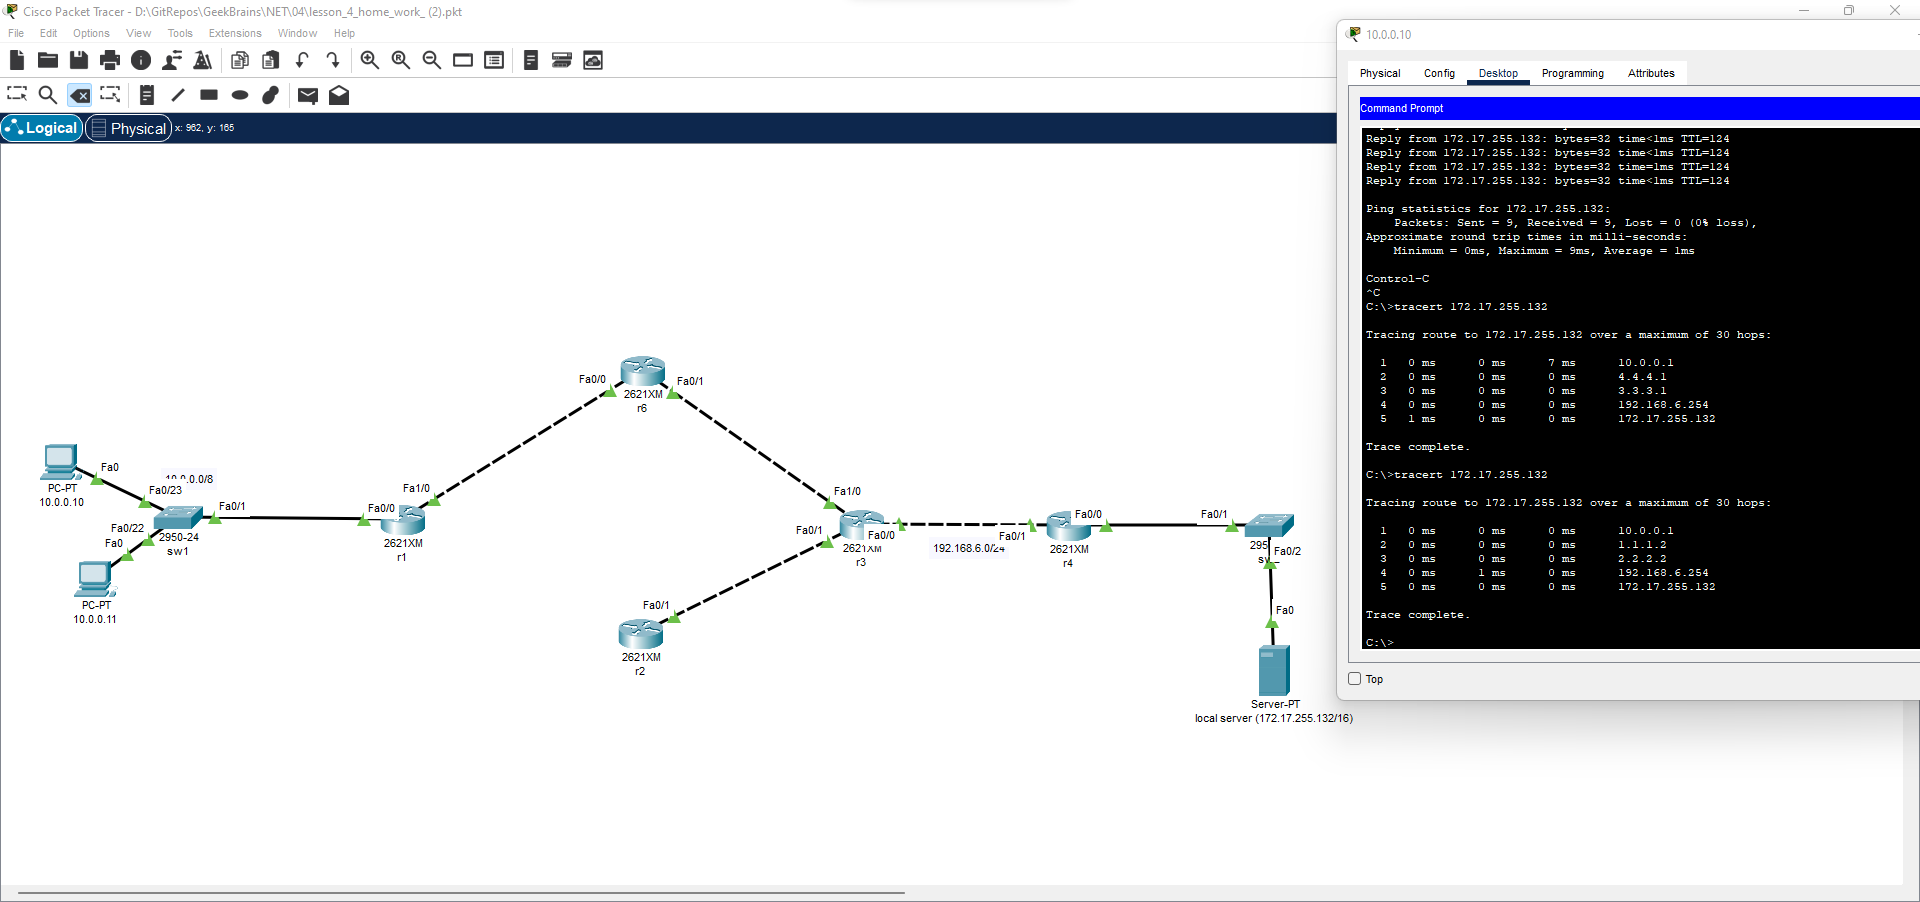 Cisco Packet Tracer - D:\GitRepos\GeekBrains\NET\04\lesson_4_home_work_ (2).pkt
File Edit Options View Tools Extensions Window Help
Logical Physical x: 962, y: 165
Fa0/0
Fa0/1
2621XM
r6
Fa0
PC-PT
10.0.0.10
10.0.0.0/8
Fa0/23
Fa0/1
Fa0/22
Fa0
2950-24
sw1
PC-PT
10.0.0.11
Fa1/0
Fa0/0
2621XM
r1
Fa1/0
Fa0/1
Fa0/0
2621XM
r3
192.168.6.0/24
Fa0/1
Fa0/0
2621XM
r4
Fa0/1
2621XM
r2
Fa0/1
295
Fa0/2
Fa0
Server-PT
local server (172.17.255.132/16)
10.0.0.10
Physical Config Desktop Programming Attributes
Command Prompt
Reply from 172.17.255.132: bytes=32 time<1ms TTL=124
Reply from 172.17.255.132: bytes=32 time<1ms TTL=124
Reply from 172.17.255.132: bytes=32 time=1ms TTL=124
Reply from 172.17.255.132: bytes=32 time<1ms TTL=124
Ping statistics for 172.17.255.132:
Packets: Sent = 9, Received = 9, Lost = 0 (0% loss),
Approximate round trip times in milli-seconds:
Minimum = 0ms, Maximum = 9ms, Average = 1ms
Control-C
^C
C:\>tracert 172.17.255.132
Tracing route to 172.17.255.132 over a maximum of 30 hops:
1 0 ms 0 ms 7 ms 10.0.0.1
2 0 ms 0 ms 0 ms 4.4.4.1
3 0 ms 0 ms 0 ms 3.3.3.1
4 0 ms 0 ms 0 ms 192.168.6.254
5 1 ms 0 ms 0 ms 172.17.255.132
Trace complete.
C:\>tracert 172.17.255.132
Tracing route to 172.17.255.132 over a maximum of 30 hops:
1 0 ms 0 ms 0 ms 10.0.0.1
2 0 ms 0 ms 0 ms 1.1.1.2
3 0 ms 0 ms 0 ms 2.2.2.2
4 0 ms 1 ms 0 ms 192.168.6.254
5 0 ms 0 ms 0 ms 172.17.255.132
Trace complete.
C:\>
Top